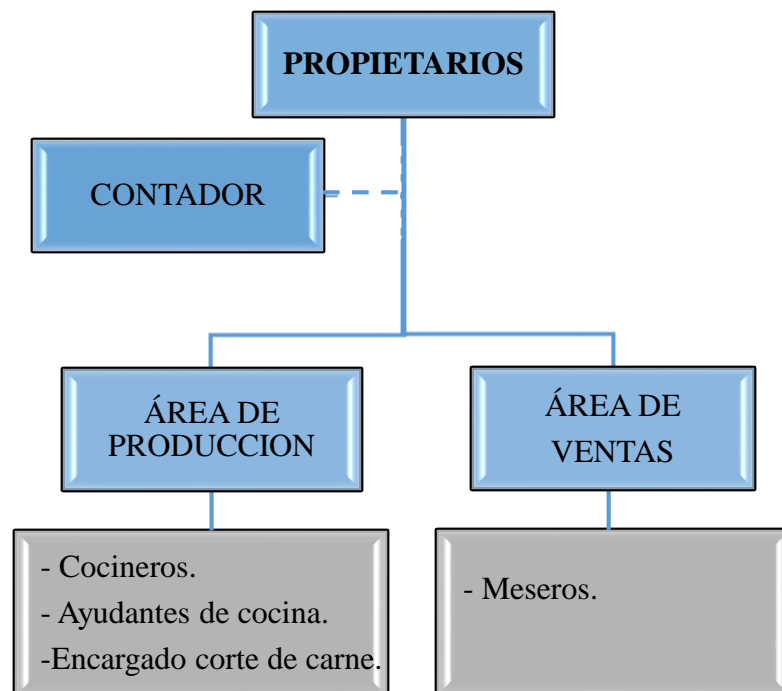 PROPIETARIOS
CONTADOR
ÁREA DE
PRODUCCION
ÁREA DE
VENTAS
- Cocineros.
- Ayudantes de cocina.
-Encargado corte de carne.
- Meseros.